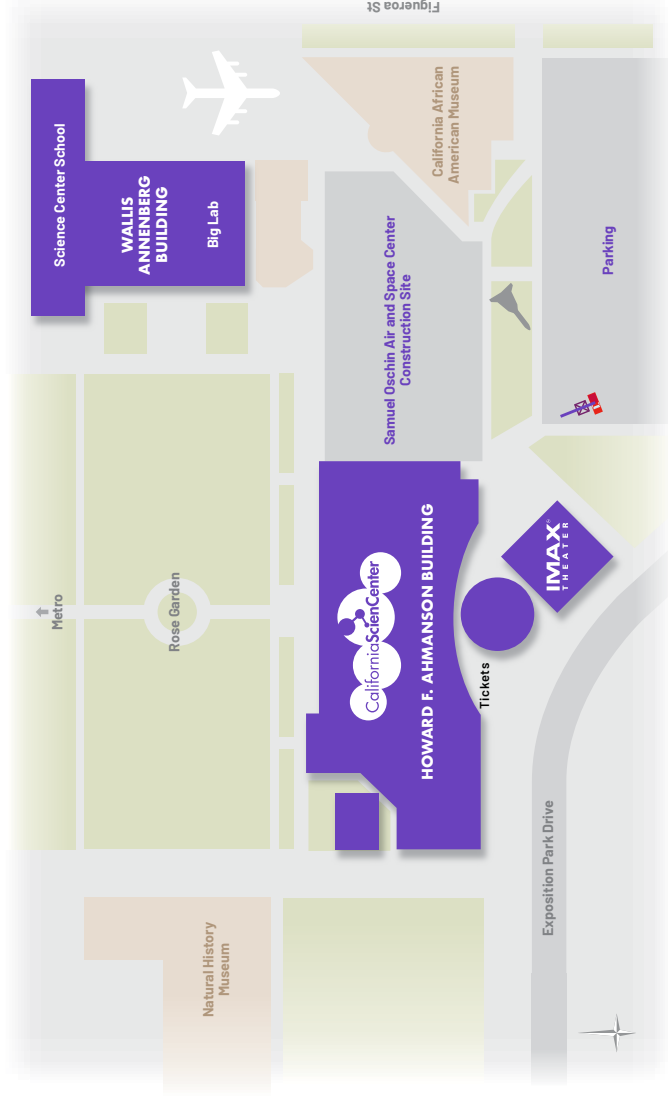 Figueroa St
Science Center School
WALLIS
ANNENBERG
BUILDING
Big Lab
California African
American Museum
Samuel Oschin Air and Space Center
Construction Site
Parking
Metro
Rose Garden
CaliforniaScienCenter
HOWARD F. AHMANSON BUILDING
Tickets
IMAX®
THEATER
Exposition Park Drive
Natural History
Museum